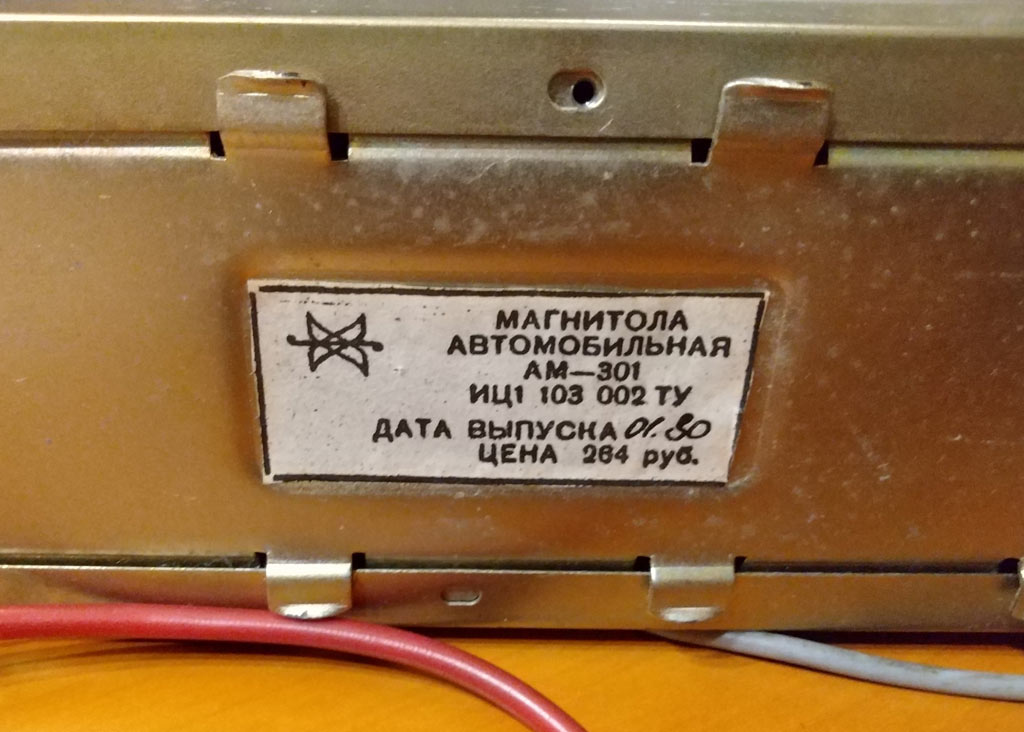 МАГНИТОЛА
АВТОМОБИЛЬНАЯ
АМ—301
ИЦ1 103 002 ТУ
ДАТА ВЫПУСКА 01.80
ЦЕНА 264 руб.